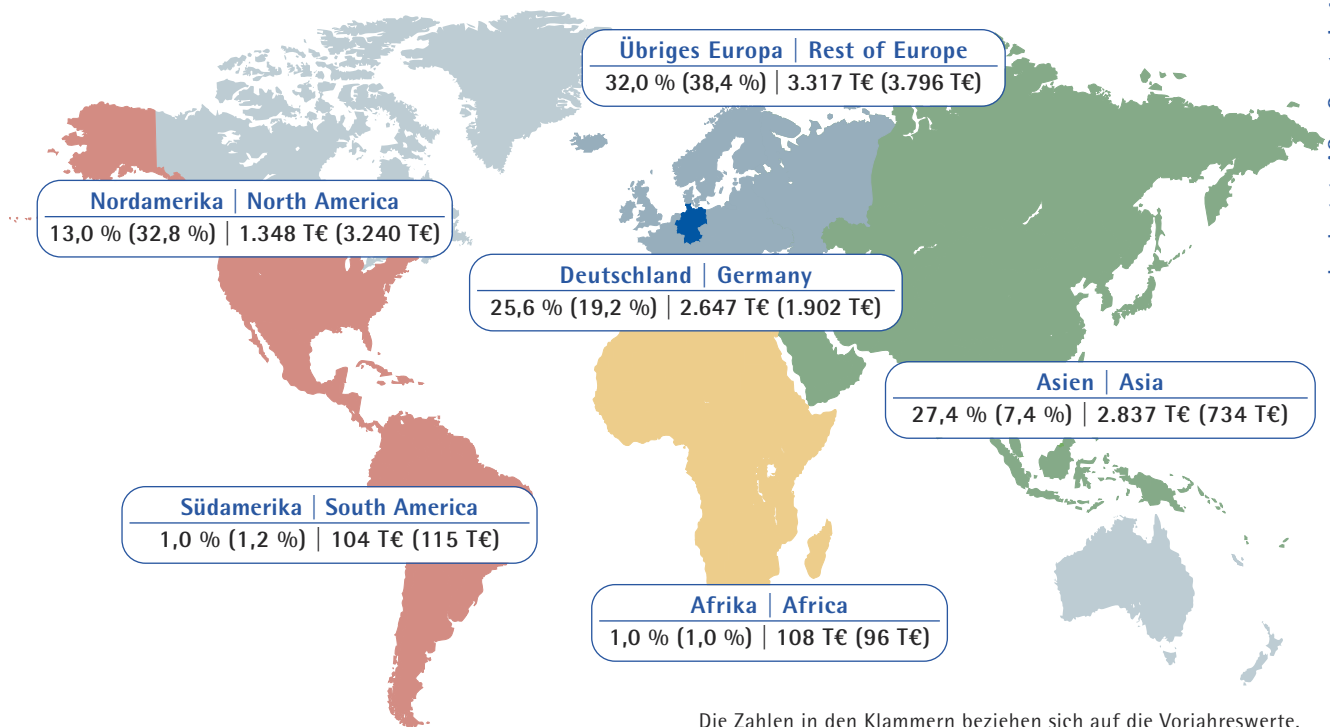 Übriges Europa | Rest of Europe
32,0 % (38,4 %) | 3.317 T€ (3.796 T€)
Nordamerika | North America
13,0 % (32,8 %) | 1.348 T€ (3.240 T€)
Deutschland | Germany
25,6 % (19,2 %) | 2.647 T€ (1.902 T€)
Asien | Asia
27,4 % (7,4 %) | 2.837 T€ (734 T€)
Südamerika | South America
1,0 % (1,2 %) | 104 T€ (115 T€)
Afrika | Africa
1,0 % (1,0 %) | 108 T€ (96 T€)
Die Zahlen in den Klammern beziehen sich auf die Vorjahreswerte.